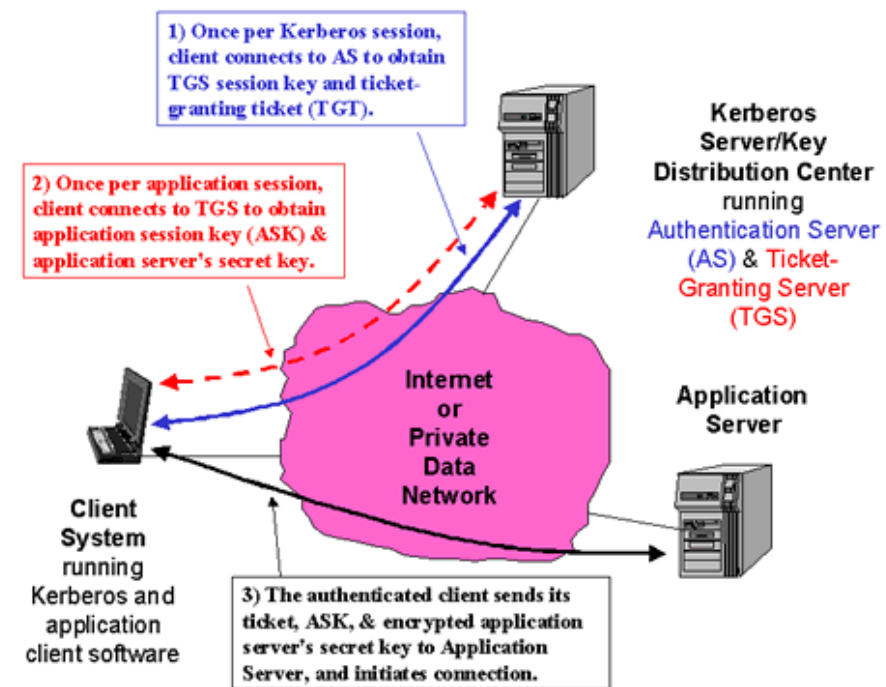 1) Once per Kerberos session,
client connects to AS to obtain
TGS session key and ticket-
granting ticket (TGT).
2) Once per application session,
client connects to TGS to obtain
application session key (ASK) &
application server's secret key.
Kerberos
Server/Key
Distribution Center
running
Authentication Server
(AS) & Ticket-
Granting Server
(TGS)
Internet
or
Private
Data
Network
Application
Server
Client
System
running
Kerberos and
application
client software
3) The authenticated client sends its
ticket, ASK, & encrypted application
server's secret key to Application
Server, and initiates connection.